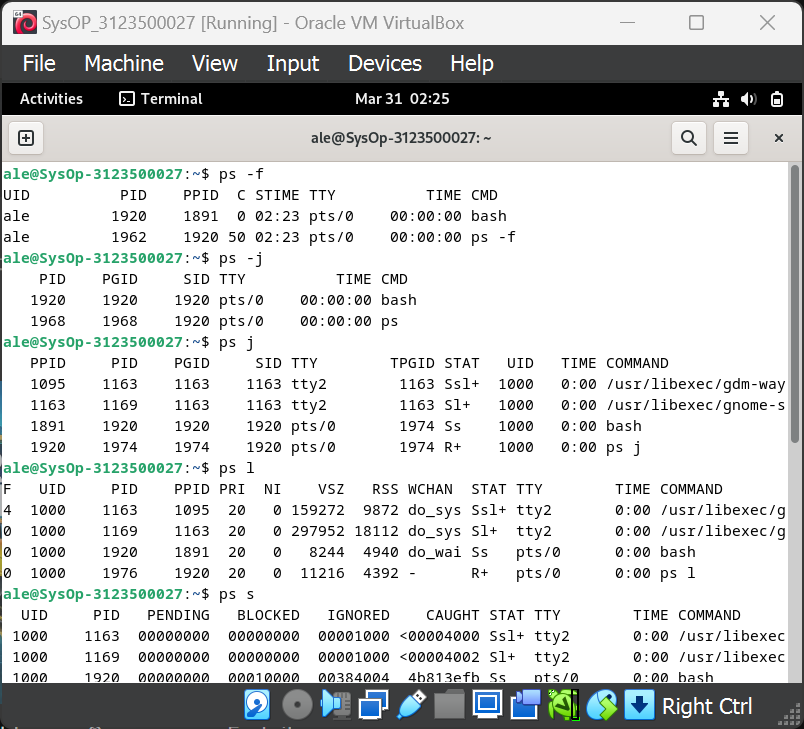 SysOP_3123500027 [Running] - Oracle VM VirtualBox
File Machine View Input Devices Help
Activities Terminal Mar 31 02:25
ale@SysOp-3123500027: ~
ale@SysOp-3123500027:~$ ps -f
UID PID PPID C STIME TTY TIME CMD
ale 1920 1891 0 02:23 pts/0 00:00:00 bash
ale 1962 1920 50 02:23 pts/0 00:00:00 ps -f
ale@SysOp-3123500027:~$ ps -j
PID PGID SID TTY TIME CMD
1920 1920 1920 pts/0 00:00:00 bash
1968 1968 1920 pts/0 00:00:00 ps
ale@SysOp-3123500027:~$ ps j
PPID PID PGID SID TTY TPGID STAT UID TIME COMMAND
1095 1163 1163 1163 tty2 1163 Ssl+ 1000 0:00 /usr/libexec/gdm-way
1163 1169 1163 1163 tty2 1163 Sl+ 1000 0:00 /usr/libexec/gnome-s
1891 1920 1920 1920 pts/0 1974 Ss 1000 0:00 bash
1920 1974 1974 1920 pts/0 1974 R+ 1000 0:00 ps j
ale@SysOp-3123500027:~$ ps l
F UID PID PPID PRI NI VSZ RSS WCHAN STAT TTY TIME COMMAND
4 1000 1163 1095 20 0 159272 9872 do_sys Ssl+ tty2 0:00 /usr/libexec/g
0 1000 1169 1163 20 0 297952 18112 do_sys Sl+ tty2 0:00 /usr/libexec/g
0 1000 1920 1891 20 0 8244 4940 do_wai Ss pts/0 0:00 bash
0 1000 1976 1920 20 0 11216 4392 - R+ pts/0 0:00 ps l
ale@SysOp-3123500027:~$ ps s
UID PID PENDING BLOCKED IGNORED CAUGHT STAT TTY TIME COMMAND
1000 1163 00000000 00000000 00001000 <00004000 Ssl+ tty2 0:00 /usr/libexec
1000 1169 00000000 00000000 00001000 <00004002 Sl+ tty2 0:00 /usr/libexec
1000 1920 00000000 00010000 00384004 4b813efb Ss pts/0 0:00 bash
Right Ctrl